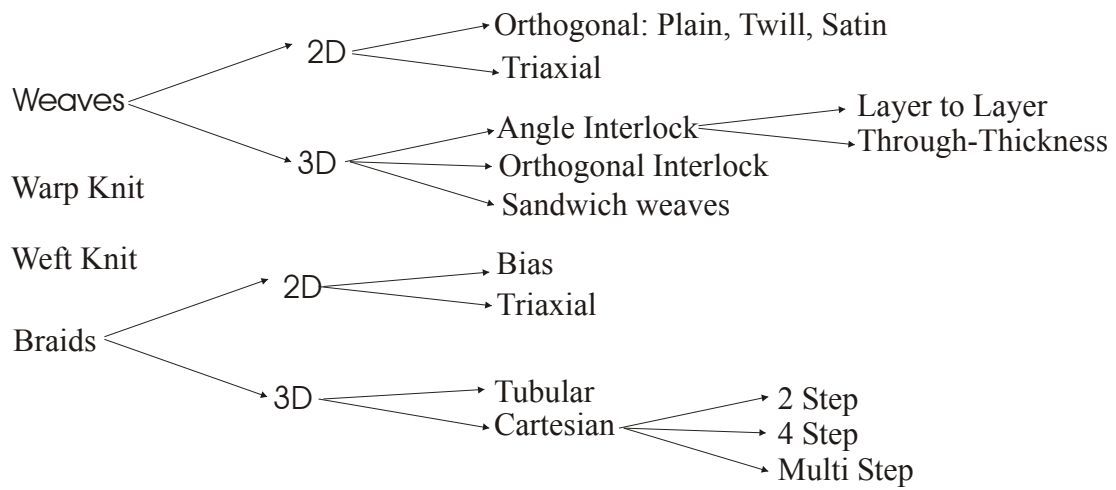 Weaves
2D
Orthogonal: Plain, Twill, Satin
Triaxial
3D
Angle Interlock
Layer to Layer
Through-Thickness
Orthogonal Interlock
Sandwich weaves
Warp Knit
Weft Knit
Braids
2D
Bias
Triaxial
3D
Tubular
Cartesian
2 Step
4 Step
Multi Step